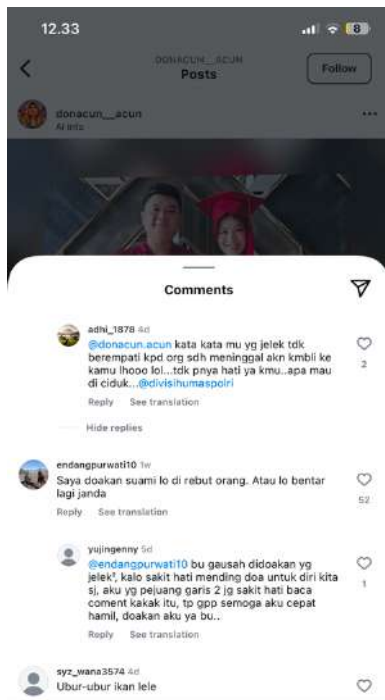 12.33
8
DONACUN__ACUN
Posts
Follow
donacun__acun
AI info
Comments
adhi_1878 4d
@donacun.acun kata kata mu yg jelek tdk
berempati kpd org sdh meninggal akn kmbli ke
kamu lhooo lol...tdk pnya hati ya kmu..apa mau
di ciduk...@divisihumaspolri
2
Reply See translation
Hide replies
endangpurwati10 1w
Saya doakan suami lo di rebut orang. Atau lo bentar
lagi janda
52
Reply See translation
yujingenny 5d
@endangpurwati10 bu gausah didoakan yg
jelek², kalo sakit hati mending doa untuk diri kita
sj, aku yg pejuang garis 2 jg sakit hati baca
coment kakak itu, tp gpp semoga aku cepat
hamil, doakan aku ya bu..
1
Reply See translation
syz_wana3574 4d
Ubur-ubur ikan lele